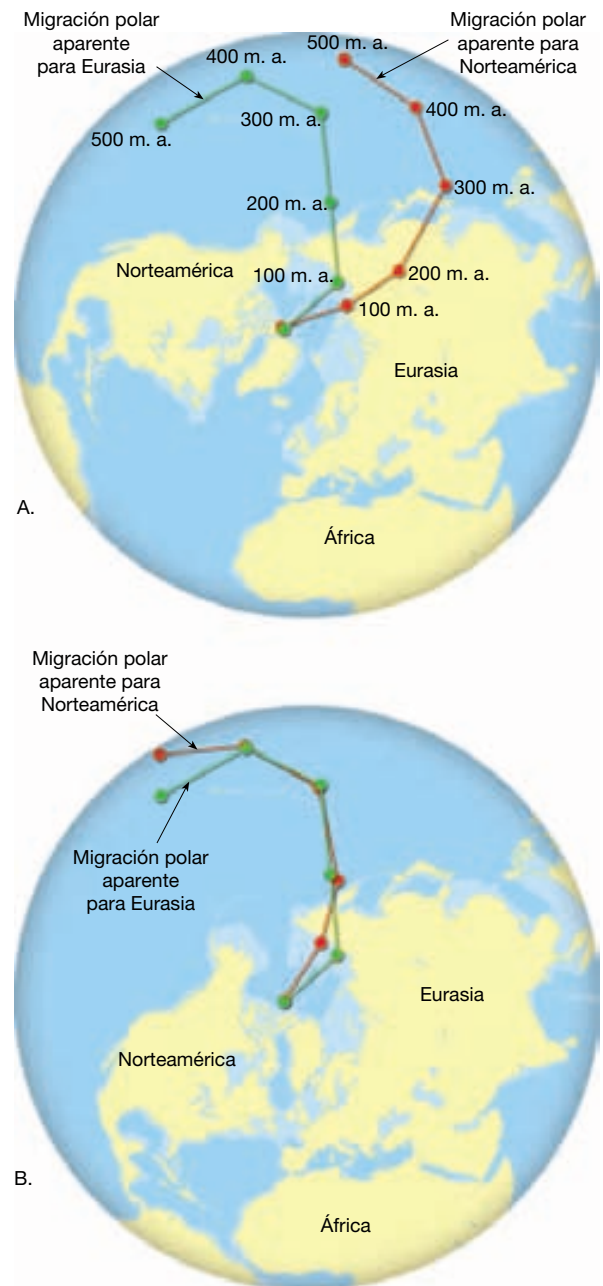 Migración polar
aparente
para Eurasia
Migración polar
aparente para
Norteamérica
500 m. a.
400 m. a.
300 m. a.
200 m. a.
100 m. a.
500 m. a.
400 m. a.
300 m. a.
200 m. a.
100 m. a.
Norteamérica
Eurasia
África
A.
Migración polar
aparente para
Norteamérica
Migración polar
aparente
para Eurasia
Eurasia
Norteamérica
África
B.